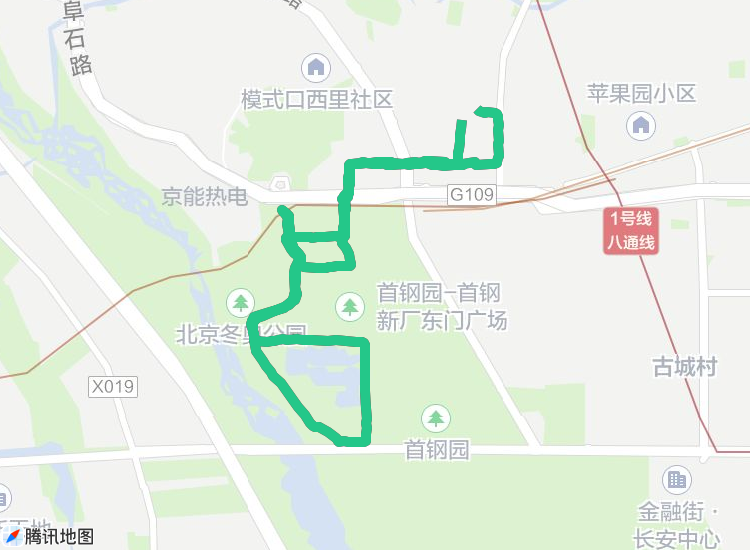 阜石路
模式口西里社区
苹果园小区
京能热电
G109
1号线
八通线
首钢园-首钢
新厂东门广场
北京冬奥公园
古城村
X019
首钢园
金融街·
长安中心
腾讯地图